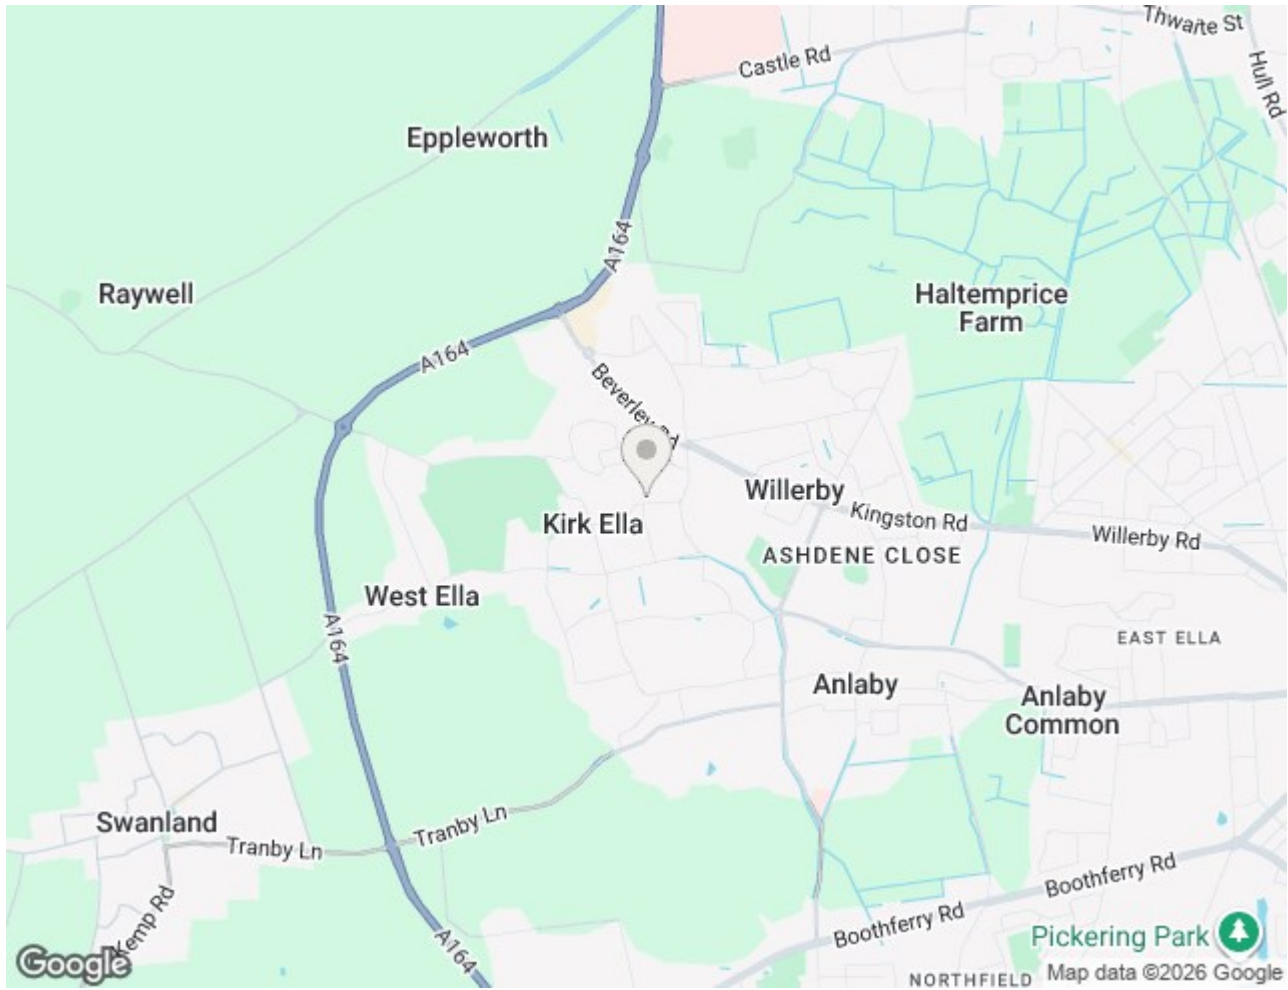 Thwaite St
Castle Rd
Hull Rd
Eppleworth
A164
Raywell
Haltemprice
Farm
A164
Beverley Rd
Willerby
Kingston Rd
Kirk Ella
Willerby Rd
ASHDENE CLOSE
West Ella
A164
EAST ELLA
Anlaby
Anlaby
Common
Swanland
Tranby Ln
Tranby Ln
Boothferry Rd
Kemp Rd
Boothferry Rd
A164
Pickering Park
Google
NORTHFIELD
Map data ©2026 Google